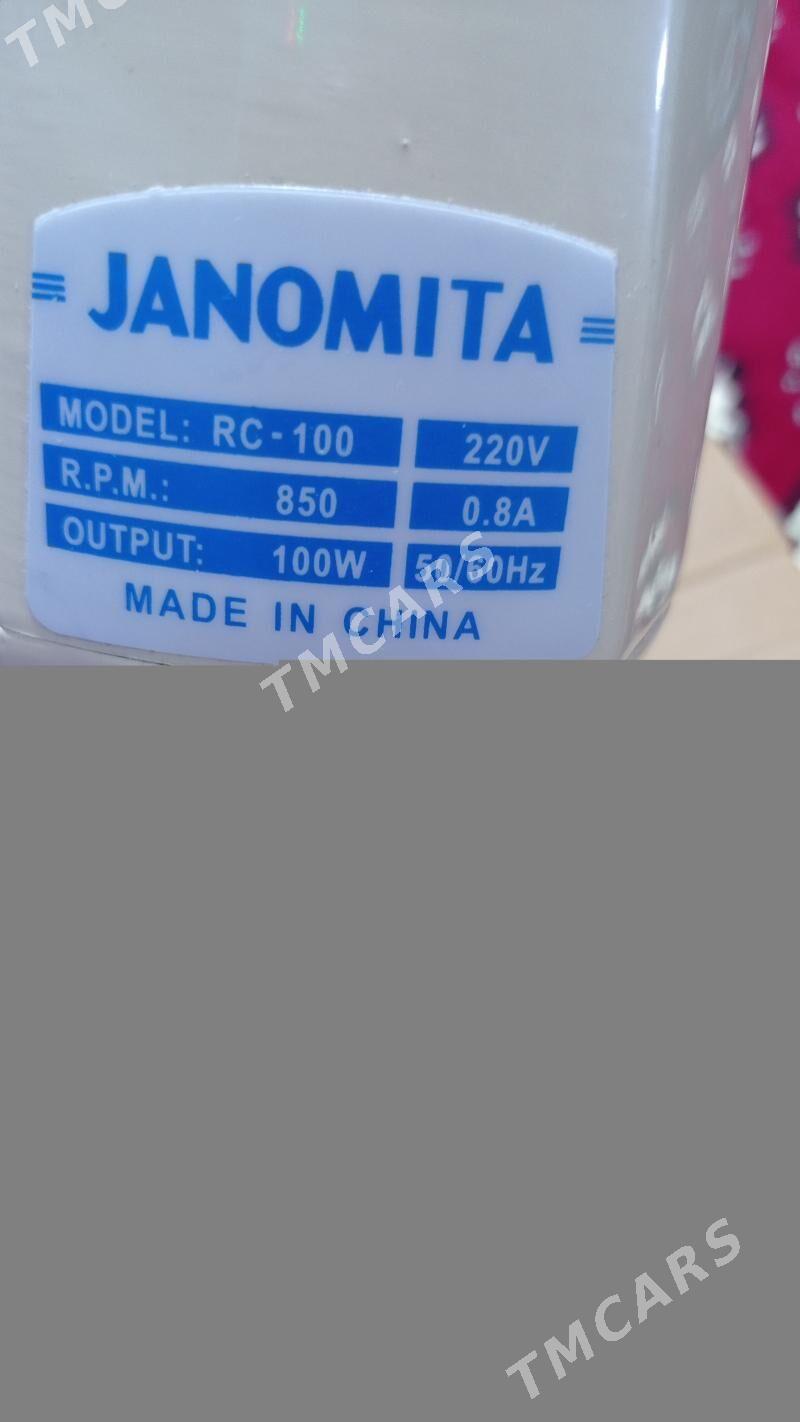 TMC
JANOMITA
MODEL: RC-100 220V
R.P.M.: 850 0.8A
OUTPUT: 100W 50/60Hz
MADE IN CHINA
TMCARS
TMCARS